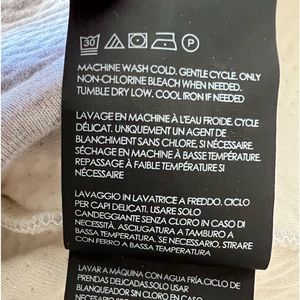 30 P
MACHINE WASH COLD. GENTLE CYCLE. ONLY
NON-CHLORINE BLEACH WHEN NEEDED.
TUMBLE DRY LOW. COOL IRON IF NEEDED
LAVAGE EN MACHINE À L'EAU FROIDE. CYCLE
DÉLICAT. UNIQUEMENT UN AGENT DE
BLANCHIMENT SANS CHLORE, SI NÉCESSAIRE.
SÉCHAGE EN MACHINE À BASSE TEMPÉRATURE.
REPASSAGE À FAIBLE TEMPÉRATURE SI
NÉCESSAIRE
LAVAGGIO IN LAVATRICE A FREDDO. CICLO
PER CAPI DELICATI. USARE SOLO
CANDEGGIANTE SENZA CLORO IN CASO DI
NECESSITÀ. ASCIUGATURA A TAMBURO A
BASSA TEMPERATURA. SE NECESSARIO, STIRARE
CON FERRO A BASSA TEMPERATURA
LAVAR A MÁQUINA CON AGUA FRÍA. CICLO DE
PRENDAS DELICADAS. SOLO USAR
BLANQUEADOR SIN CLORO EN CASO